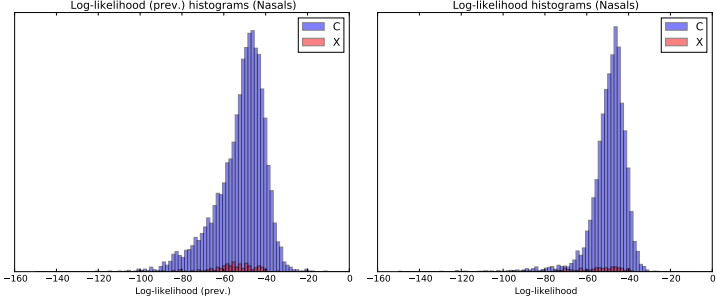 Log-likelihood (prev.) histograms (Nasals)
C
X
−160 −140 −120 −100 −80 −60 −40 −20 0
Log-likelihood (prev.)
Log-likelihood histograms (Nasals)
C
X
−160 −140 −120 −100 −80 −60 −40 −20 0
Log-likelihood